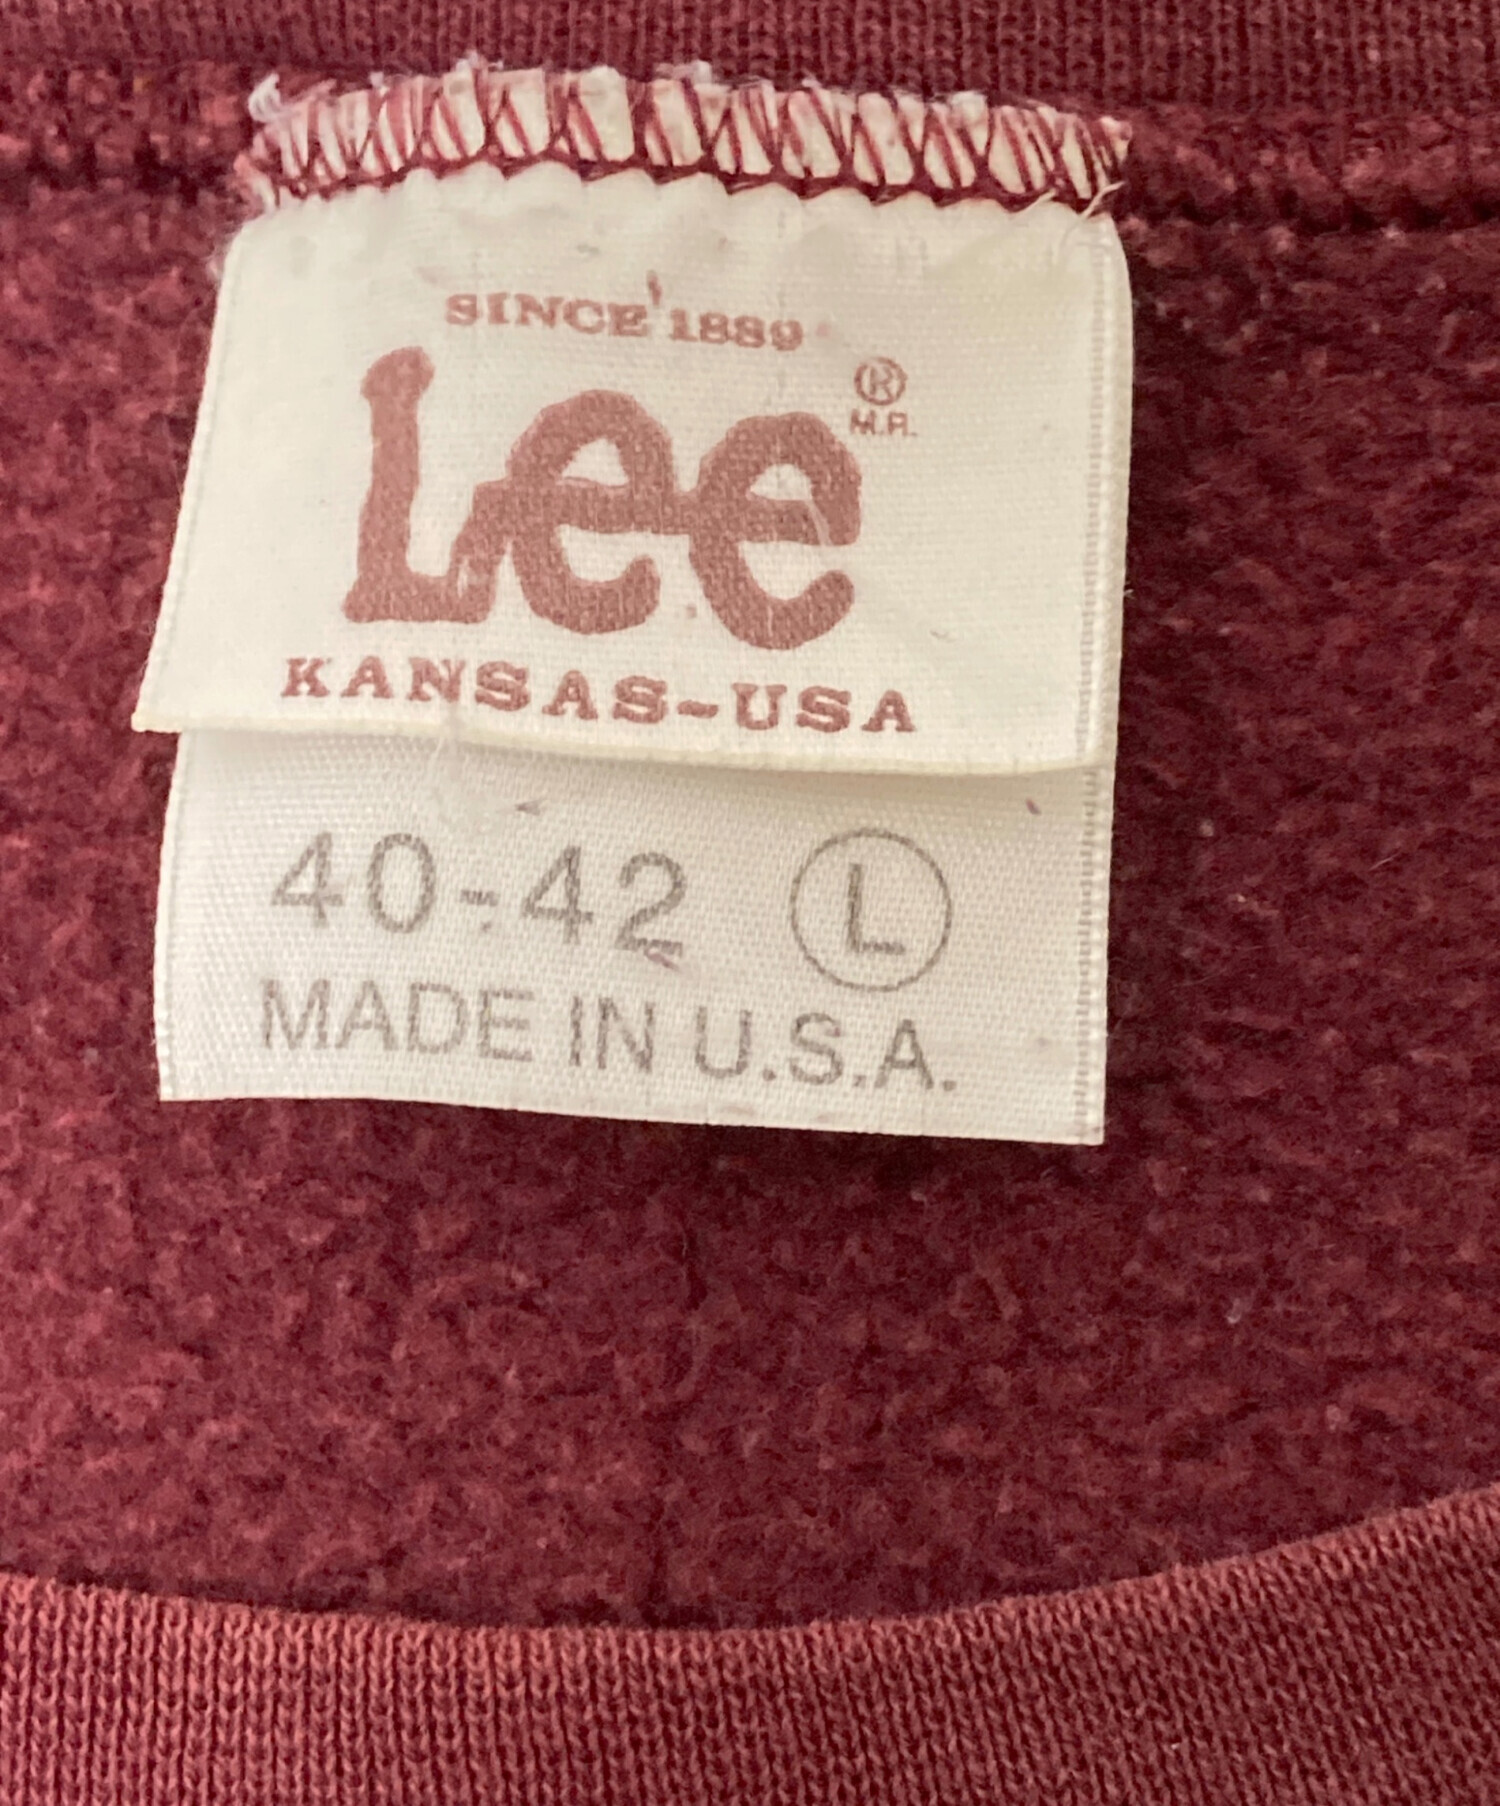 SINCE 1889
Lee ®
M.R.
KANSAS-USA
40-42 L
MADE IN U.S.A.